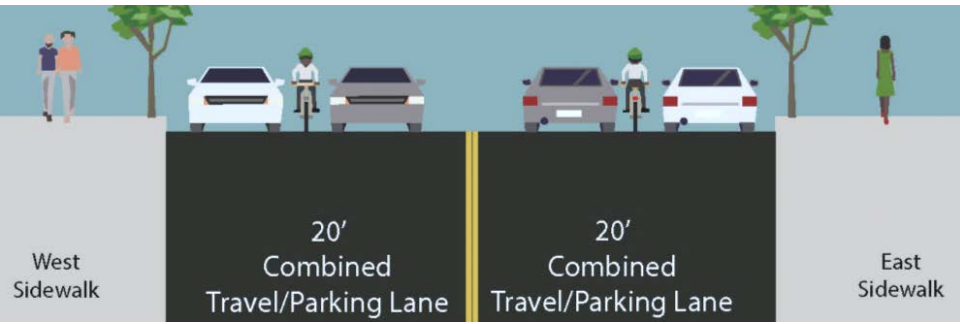 West
Sidewalk
20′
Combined
Travel/Parking Lane
20′
Combined
Travel/Parking Lane
East
Sidewalk